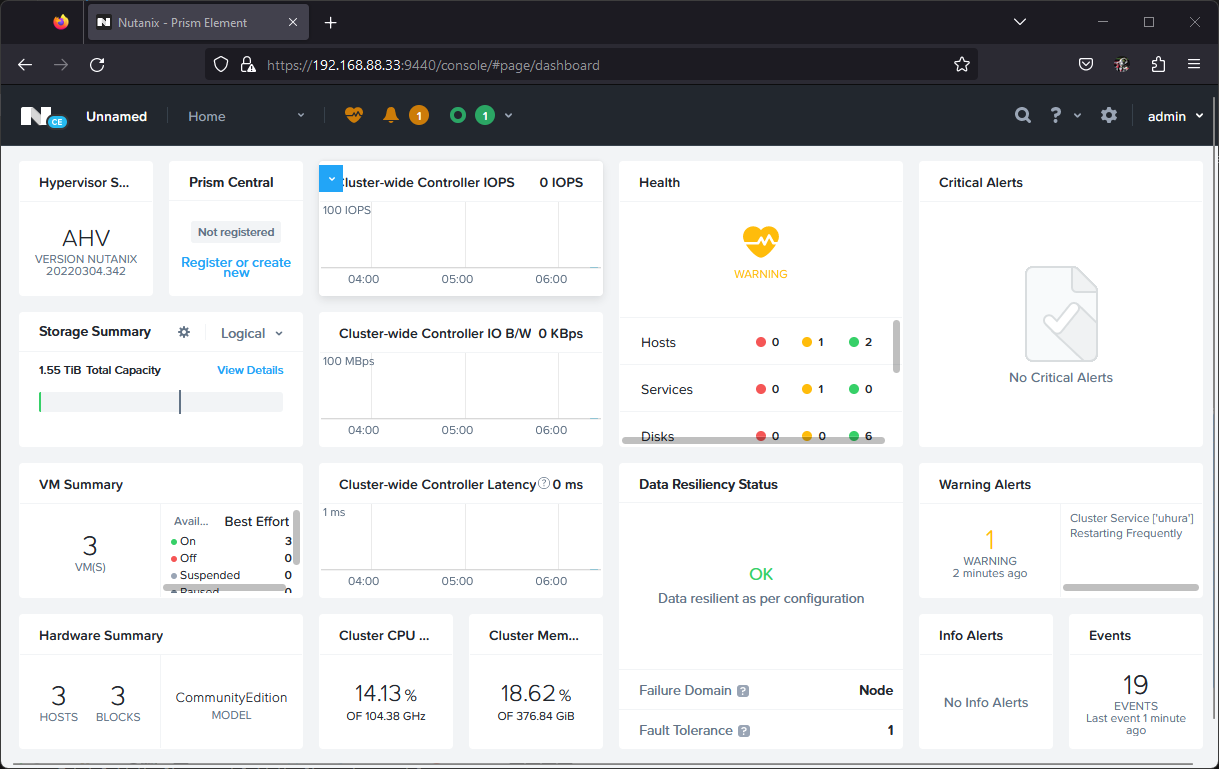 Nutanix - Prism Element
https://192.168.88.33:9440/console/#page/dashboard
CE
Unnamed
Home
1
1
?
admin
Hypervisor S...
AHV
VERSION NUTANIX
20220304.342
Prism Central
Not registered
Register or create
new
Cluster-wide Controller IOPS 0 IOPS
100 IOPS
04:00 05:00 06:00
Health
WARNING
Hosts 0 1 2
Services 0 1 0
Disks 0 0 6
Critical Alerts
No Critical Alerts
Storage Summary Logical
1.55 TiB Total Capacity View Details
Cluster-wide Controller IO B/W 0 KBps
100 MBps
04:00 05:00 06:00
VM Summary
3
VM(S)
Avail... Best Effort
On 3
Off 0
Suspended 0
Paused 0
Cluster-wide Controller Latency ? 0 ms
1 ms
04:00 05:00 06:00
Data Resiliency Status
OK
Data resilient as per configuration
Failure Domain ? Node
Fault Tolerance ? 1
Warning Alerts
1
WARNING
2 minutes ago
Cluster Service ['uhura']
Restarting Frequently
Hardware Summary
3 3
HOSTS BLOCKS
CommunityEdition
MODEL
Cluster CPU ...
14.13 %
OF 104.38 GHz
Cluster Mem...
18.62 %
OF 376.84 GiB
Info Alerts
No Info Alerts
Events
19
EVENTS
Last event 1 minute
ago